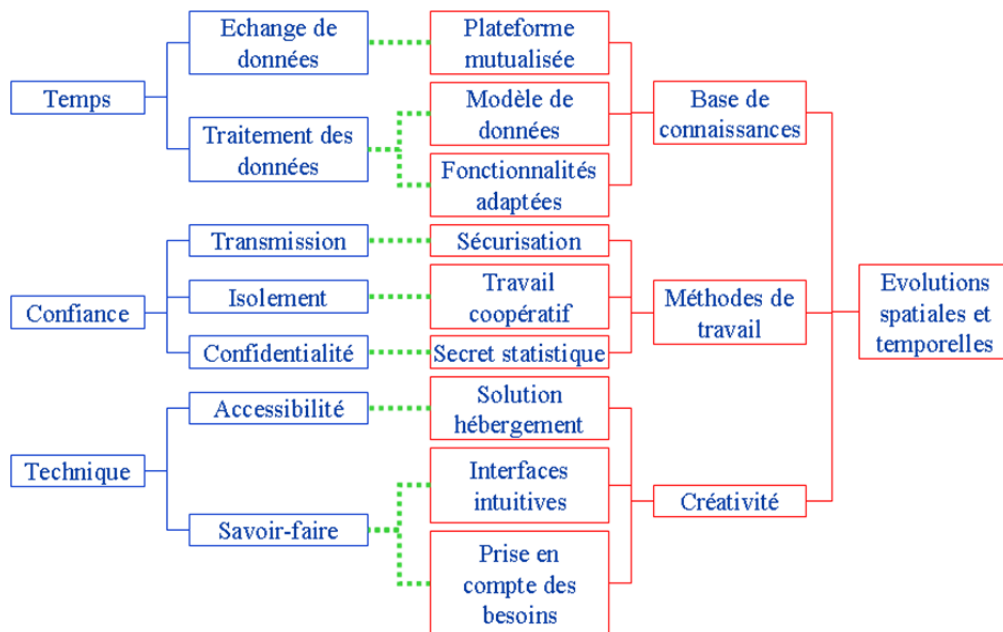 Echange de
données
Plateforme
mutualisée
Temps
Modèle de
données
Base de
connaissances
Traitement des
données
Fonctionnalités
adaptées
Transmission
Sécurisation
Confiance
Isolement
Travail
coopératif
Méthodes de
travail
Evolutions
spatiales et
temporelles
Confidentialité
Secret statistique
Accessibilité
Solution
hébergement
Technique
Interfaces
intuitives
Créativité
Savoir-faire
Prise en
compte des
besoins